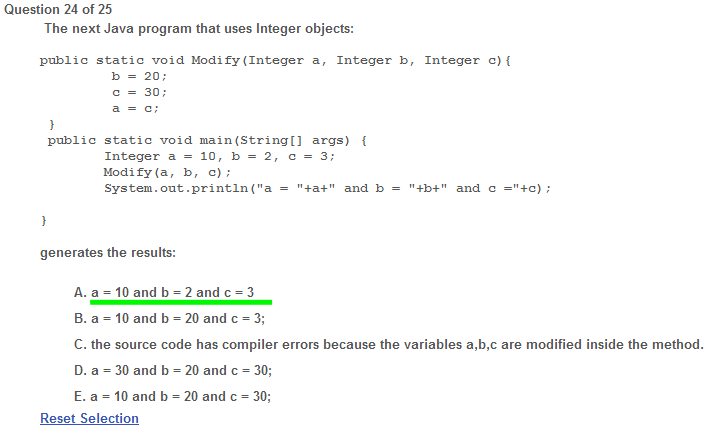 Question 24 of 25
The next Java program that uses Integer objects:
public static void Modify(Integer a, Integer b, Integer c){
b = 20;
c = 30;
a = c;
}
public static void main(String[] args) {
Integer a = 10, b = 2, c = 3;
Modify(a, b, c);
System.out.println("a = "+a+" and b = "+b+" and c ="+c);
}
generates the results:
A. a = 10 and b = 2 and c = 3
B. a = 10 and b = 20 and c = 3;
C. the source code has compiler errors because the variables a,b,c are modified inside the method.
D. a = 30 and b = 20 and c = 30;
E. a = 10 and b = 20 and c = 30;
Reset Selection